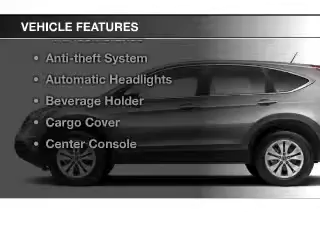 VEHICLE FEATURES
• Anti-theft System
• Automatic Headlights
• Beverage Holder
• Cargo Cover
• Center Console